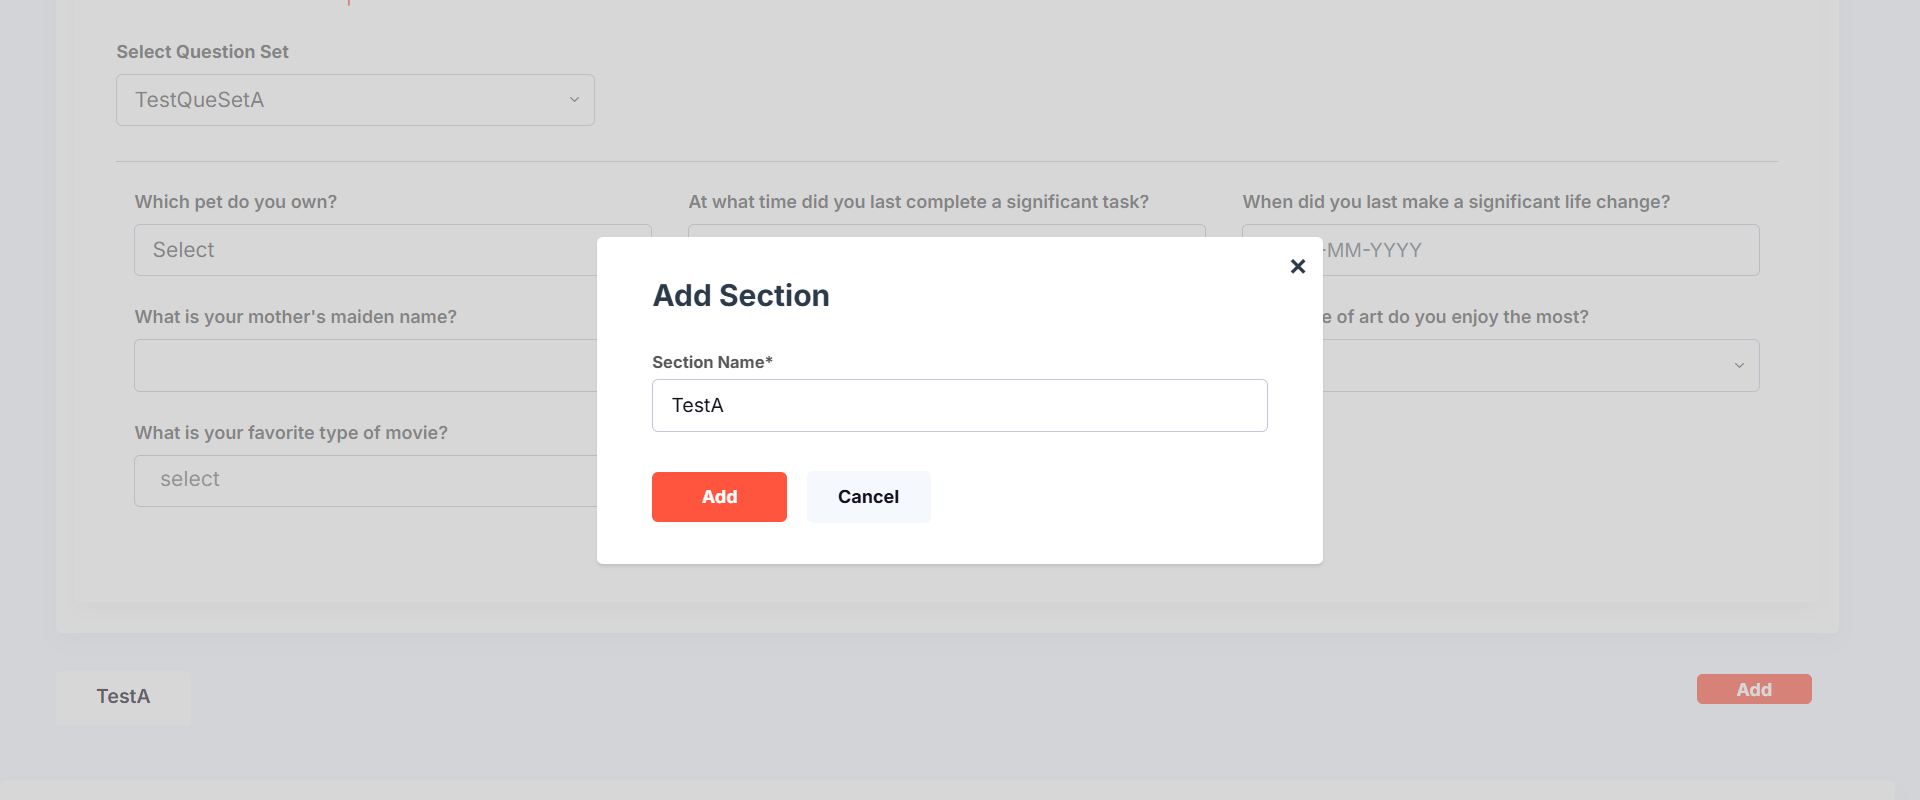 Select Question Set
TestQueSetA
Which pet do you own?
At what time did you last complete a significant task?
When did you last make a significant life change?
Select
-MM-YYYY
Add Section
What is your mother's maiden name?
e of art do you enjoy the most?
Section Name*
TestA
What is your favorite type of movie?
select
Add
Cancel
TestA
Add